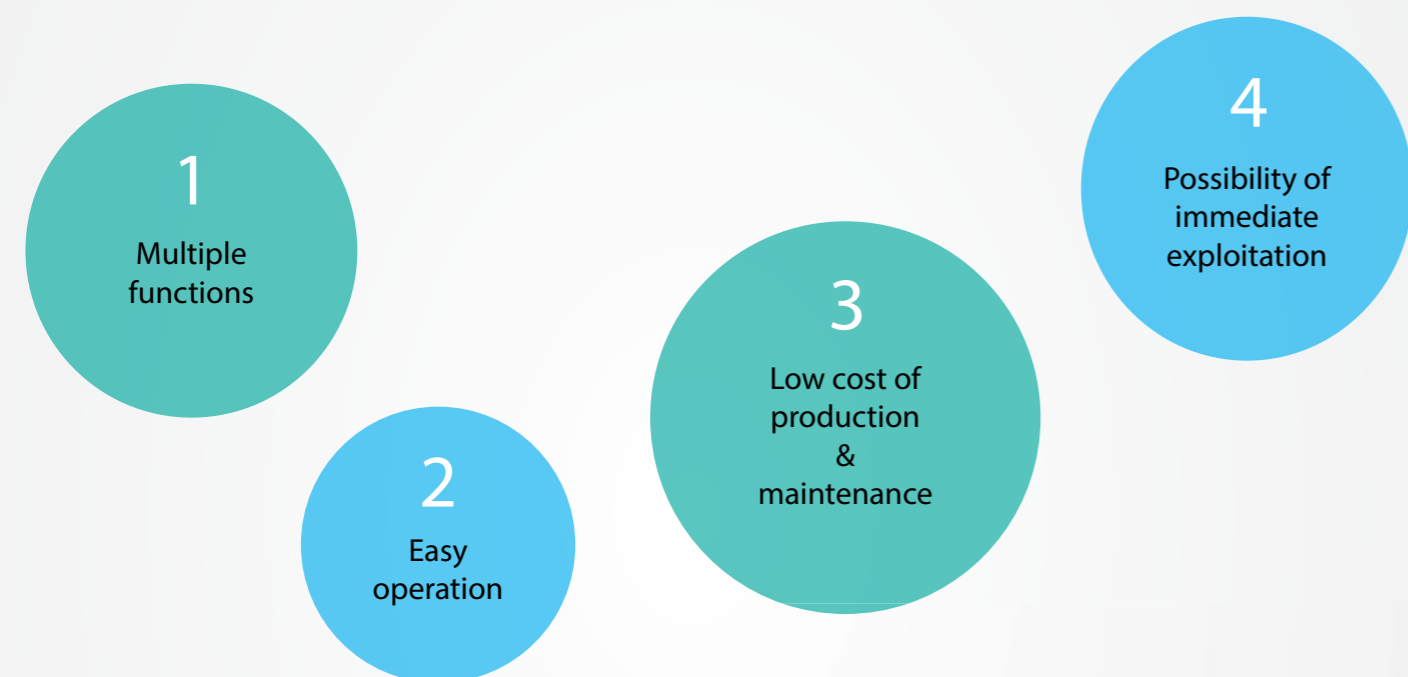 1
Multiple
functions
2
Easy
operation
3
Low cost of
production
&
maintenance
4
Possibility of
immediate
exploitation